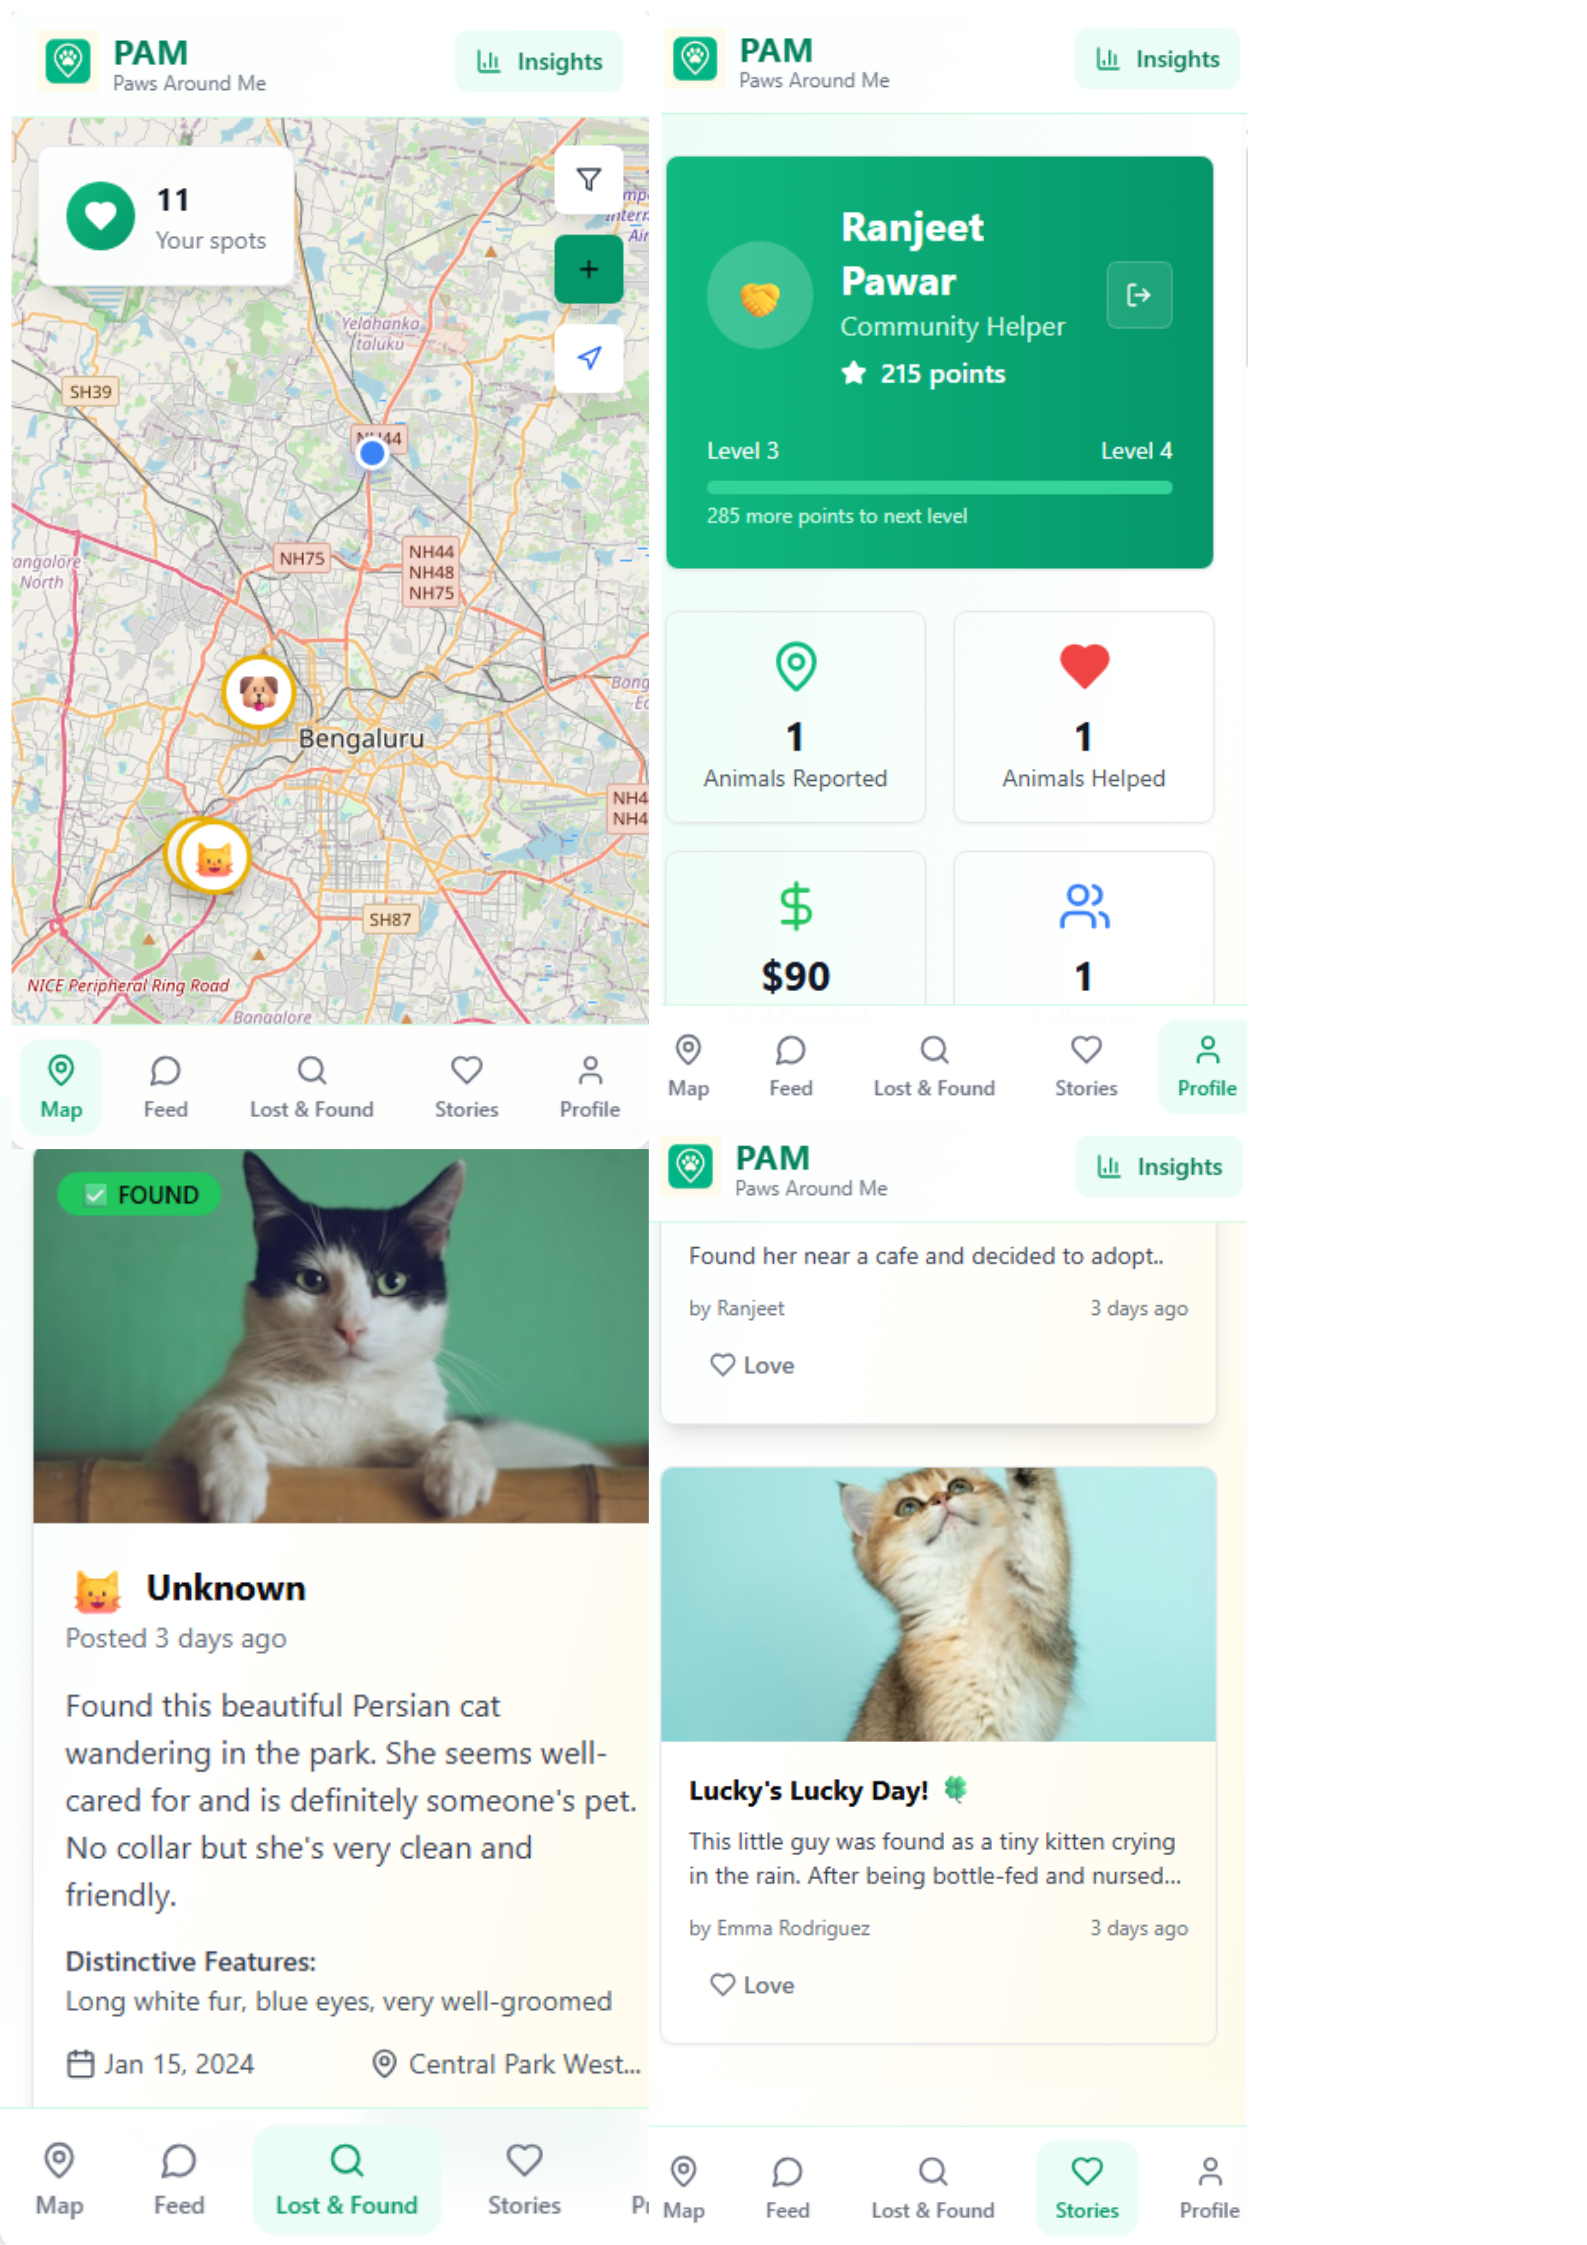 PAM
Paws Around Me
Insights
11
Your spots
Yelahanka
taluku
SH39
NH44
angalore
North
NH75
NH44
NH48
NH75
Bengaluru
NH4
NH4
SH87
NICE Peripheral Ring Road
Bangalore
Map
Feed
Lost & Found
Stories
Profile
PAM
Paws Around Me
Insights
Ranjeet
Pawar
Community Helper
215 points
Level 3
Level 4
285 more points to next level
1
Animals Reported
1
Animals Helped
$90
1
Map
Feed
Lost & Found
Stories
Profile
FOUND
Unknown
Posted 3 days ago
Found this beautiful Persian cat
wandering in the park. She seems well-
cared for and is definitely someone's pet.
No collar but she's very clean and
friendly.
Distinctive Features:
Long white fur, blue eyes, very well-groomed
Jan 15, 2024
Central Park West...
Map
Feed
Lost & Found
Stories
PAM
Paws Around Me
Insights
Found her near a cafe and decided to adopt..
by Ranjeet
3 days ago
Love
Lucky's Lucky Day! 🍀
This little guy was found as a tiny kitten crying
in the rain. After being bottle-fed and nursed...
by Emma Rodriguez
3 days ago
Love
Map
Feed
Lost & Found
Stories
Profile